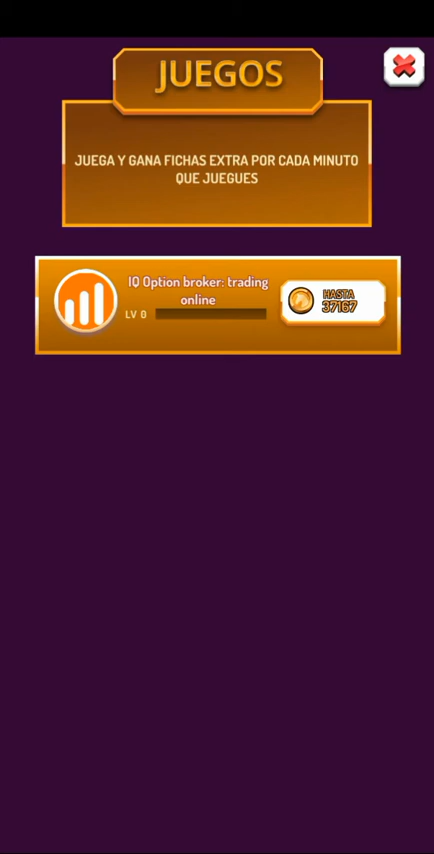 JUEGOS
JUEGA Y GANA FICHAS EXTRA POR CADA MINUTO
QUE JUEGUES
IQ Option broker: trading
online
LV 0
HASTA
37167